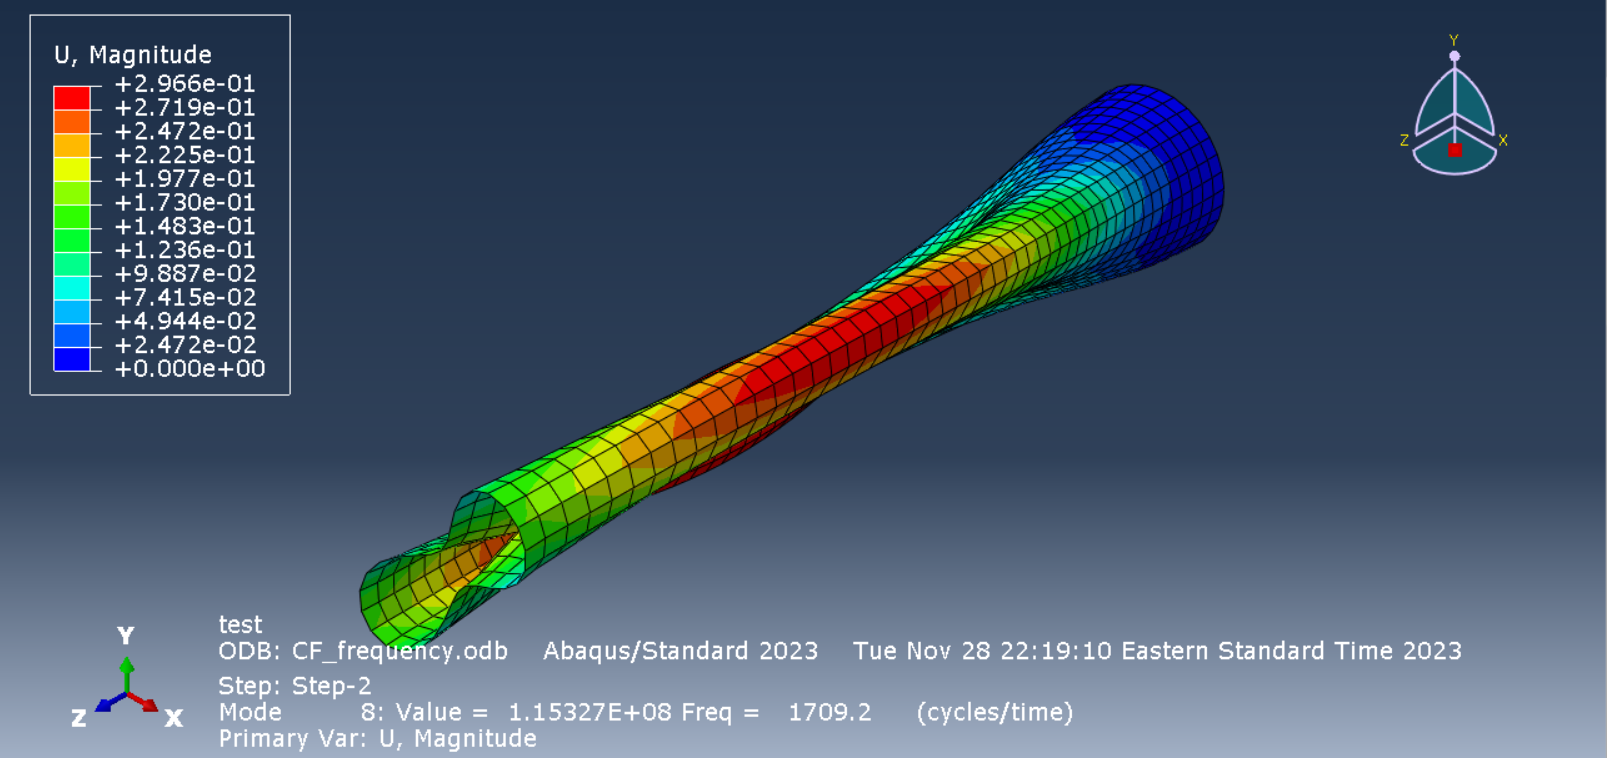 U, Magnitude
+2.966e-01
+2.719e-01
+2.472e-01
+2.225e-01
+1.977e-01
+1.730e-01
+1.483e-01
+1.236e-01
+9.887e-02
+7.415e-02
+4.944e-02
+2.472e-02
+0.000e+00
Y
Z X
Y
Z X
test
ODB: CF_frequency.odb Abaqus/Standard 2023 Tue Nov 28 22:19:10 Eastern Standard Time 2023
Step: Step-2
Mode 8: Value = 1.15327E+08 Freq = 1709.2 (cycles/time)
Primary Var: U, Magnitude